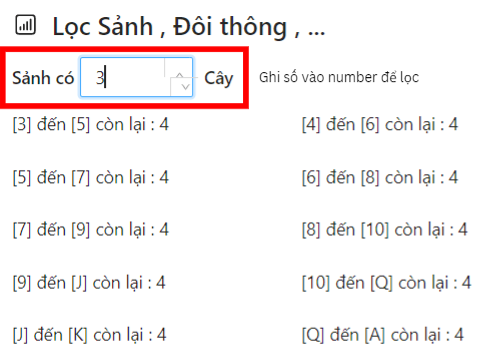 Lọc Sảnh , Đôi thông , ...
Sảnh có 3 Cây Ghi số vào number để lọc
[3] đến [5] còn lại : 4 [4] đến [6] còn lại : 4
[5] đến [7] còn lại : 4 [6] đến [8] còn lại : 4
[7] đến [9] còn lại : 4 [8] đến [10] còn lại : 4
[9] đến [J] còn lại : 4 [10] đến [Q] còn lại : 4
[J] đến [K] còn lại : 4 [Q] đến [A] còn lại : 4